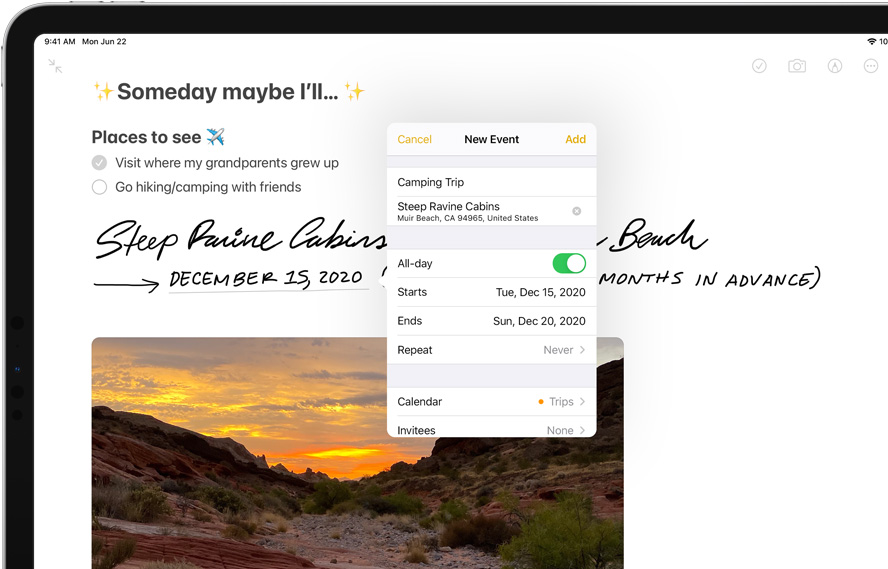 9:41 AM Mon Jun 22
10
✨Someday maybe I'll... ✨
Places to see ✈️
Visit where my grandparents grew up
Go hiking/camping with friends
Steep Ravine Cabins
Beach
DECEMBER 15, 2020
MONTHS IN ADVANCE)
Cancel New Event Add
Camping Trip
Steep Ravine Cabins
Muir Beach, CA 94965, United States
All-day
Starts Tue, Dec 15, 2020
Ends Sun, Dec 20, 2020
Repeat Never
Calendar Trips
Invitees None